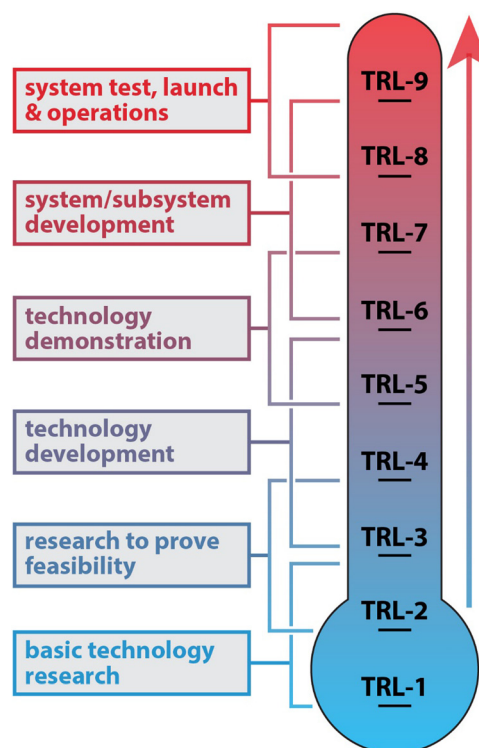 system test, launch
& operations
system/subsystem
development
technology
demonstration
technology
development
research to prove
feasibility
basic technology
research
TRL-9
TRL-8
TRL-7
TRL-6
TRL-5
TRL-4
TRL-3
TRL-2
TRL-1